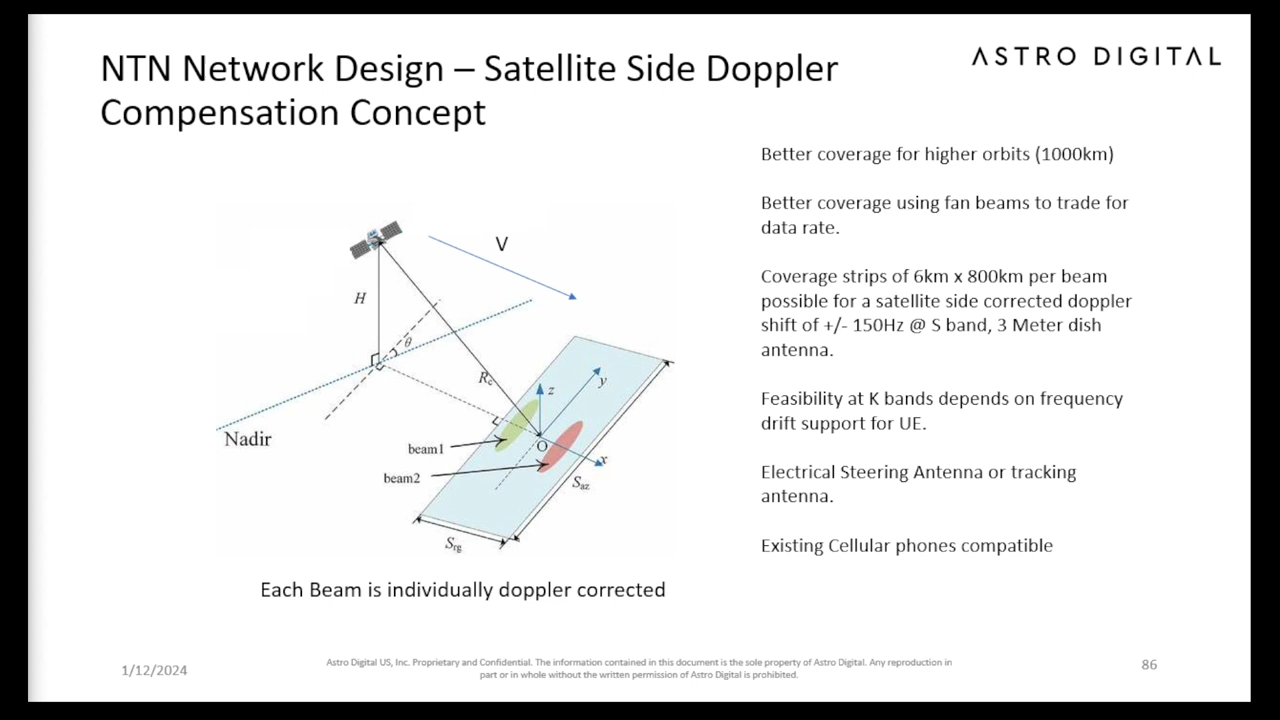 NTN Network Design – Satellite Side Doppler
Compensation Concept
ASTRO DIGITAL
Better coverage for higher orbits (1000km)
Better coverage using fan beams to trade for
data rate.
Coverage strips of 6km x 800km per beam
possible for a satellite side corrected doppler
shift of +/- 150Hz @ S band, 3 Meter dish
antenna.
Feasibility at K bands depends on frequency
drift support for UE.
Electrical Steering Antenna or tracking
antenna.
Existing Cellular phones compatible
V
H
θ
Rc
z
y
Nadir
beam1
O
x
beam2
Saz
Srg
Each Beam is individually doppler corrected
1/12/2024
Astro Digital US, Inc. Proprietary and Confidential. The information contained in this document is the sole property of Astro Digital. Any reproduction in
part or in whole without the written permission of Astro Digital is prohibited.
86